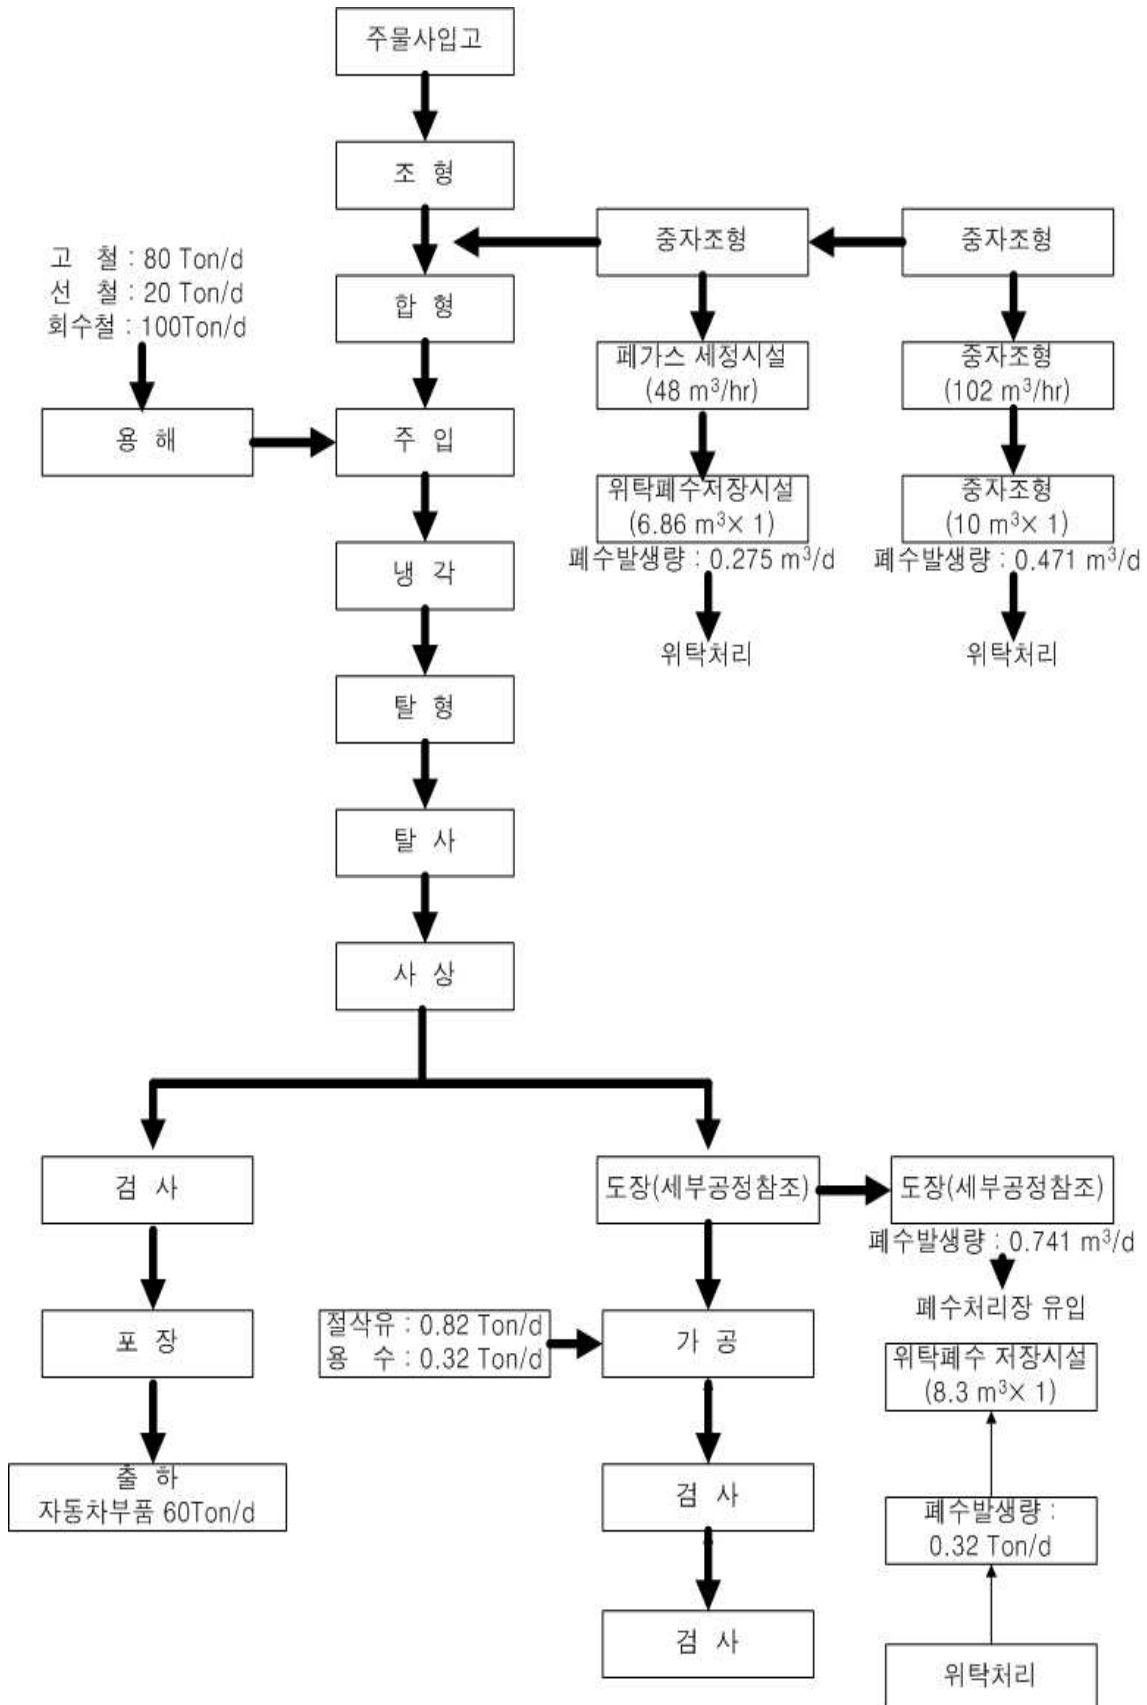 주물사입고
조 형
중자조형
중자조형
고 철 : 80 Ton/d
선 철 : 20 Ton/d
회수철 : 100Ton/d
합 형
페가스 세정시설
(48 m³/hr)
중자조형
(102 m³/hr)
용 해
주 입
위탁폐수저장시설
(6.86 m³× 1)
중자조형
(10 m³× 1)
폐수발생량 : 0.275 m³/d
폐수발생량 : 0.471 m³/d
냉 각
위탁처리
위탁처리
탈 형
탈 사
사 상
검 사
도장(세부공정참조)
도장(세부공정참조)
폐수발생량 : 0.741 m³/d
폐수처리장 유입
포 장
절삭유 : 0.82 Ton/d
용 수 : 0.32 Ton/d
가 공
위탁폐수 저장시설
(8.3 m³× 1)
출 하
자동차부품 60Ton/d
검 사
폐수발생량 :
0.32 Ton/d
검 사
위탁처리